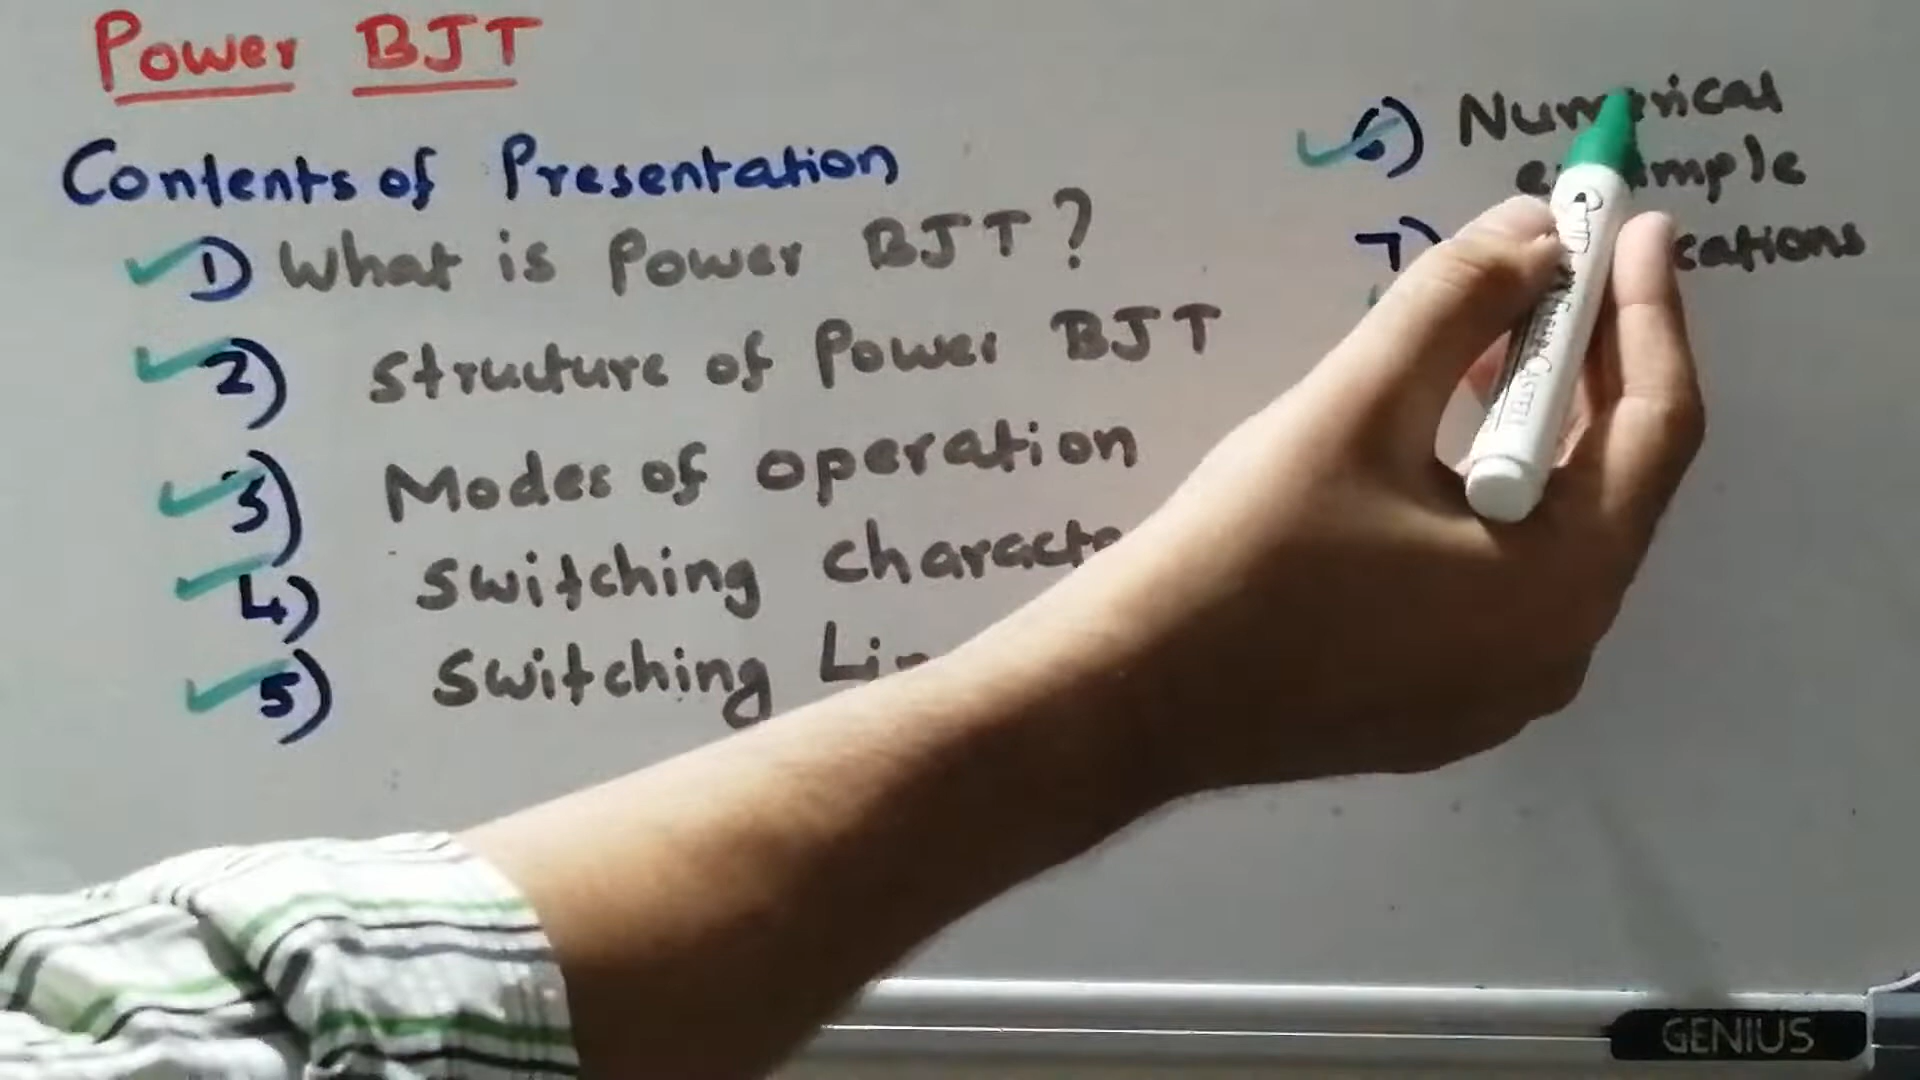 Power BJT
Contents of Presentation
1) What is Power BJT?
2) Structure of Power BJT
3) Modes of operation
4) Switching
5) Switching
6) Numerical
example
7)
GENIUS